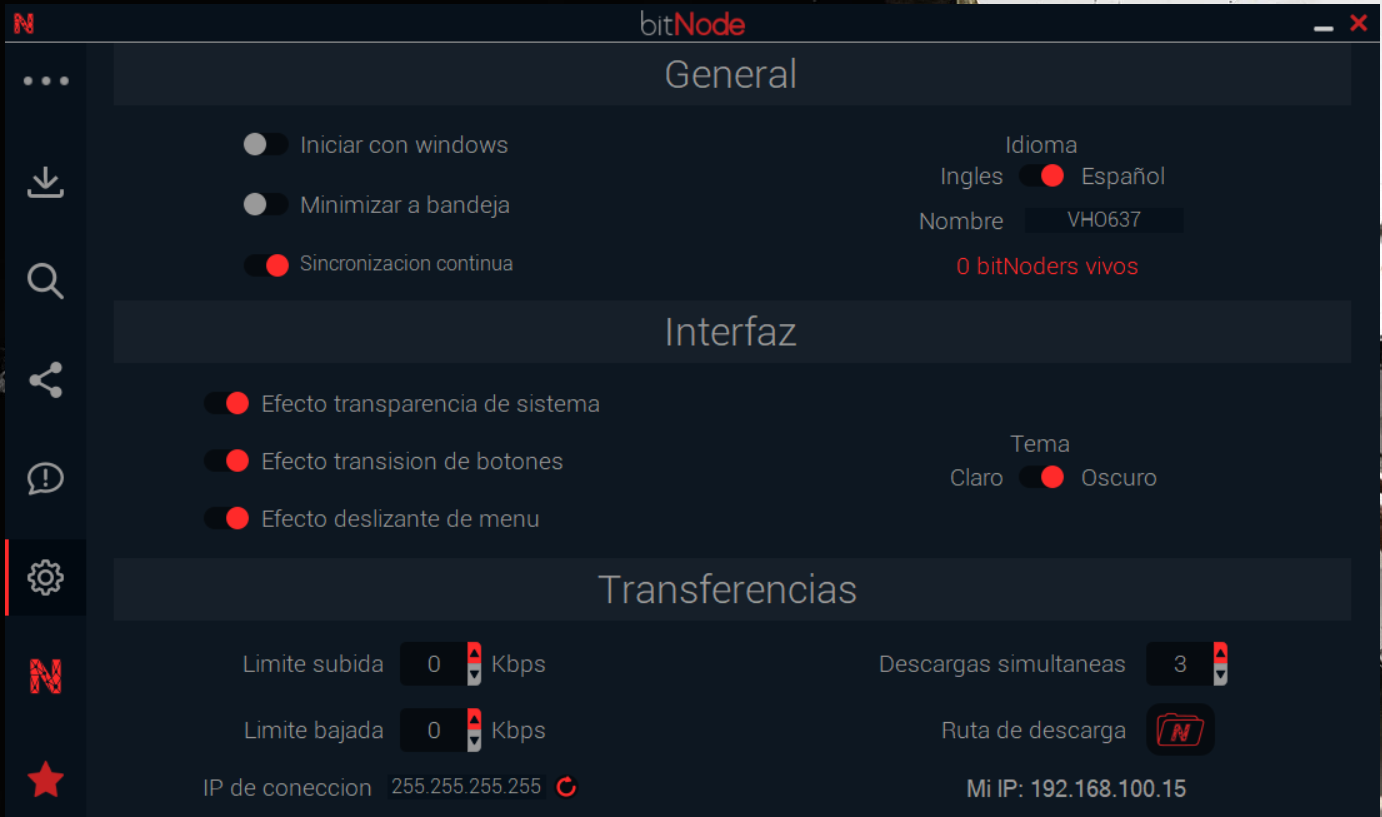 bitNode
General
Iniciar con windows
Minimizar a bandeja
Sincronizacion continua
Idioma
Ingles Español
Nombre VHO637
0 bitNoders vivos
Interfaz
Efecto transparencia de sistema
Efecto transision de botones
Efecto deslizante de menu
Tema
Claro Oscuro
Transferencias
Limite subida 0 Kbps
Limite bajada 0 Kbps
IP de coneccion 255.255.255.255
Descargas simultaneas 3
Ruta de descarga
Mi IP: 192.168.100.15